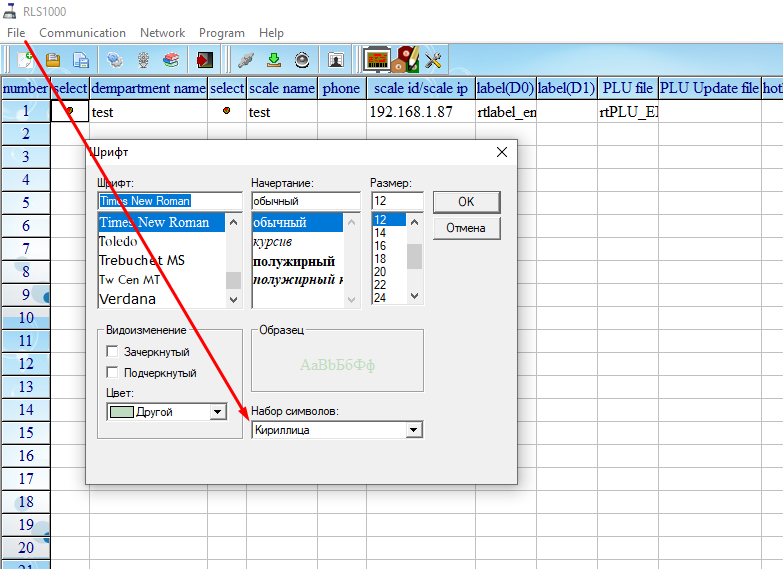 RLS1000
File Communication Network Program Help
number select dempartment name select scale name phone scale id/scale ip label(D0) label(D1) PLU file PLU Update file hot
1 test test 192.168.1.87 rtlabel_en rtPLU_E
2
3
4
5
6
7
8
9
10
11
12
13
14
15
16
17
18
19
20
21
Шрифт
Шрифт: Начертание: Размер:
Times New Roman обычный 12 OK
Times New Roman обычный 12 Отмена
Toledo курсив 14
Trebuchet MS полужирный 16
Tw Cen MT полужирный 18
Verdana 20
22
24
Видоизменение Образец
Зачеркнутый
Подчеркнутый
АаBbБбФф
Цвет:
Другой
Набор символов:
Кириллица